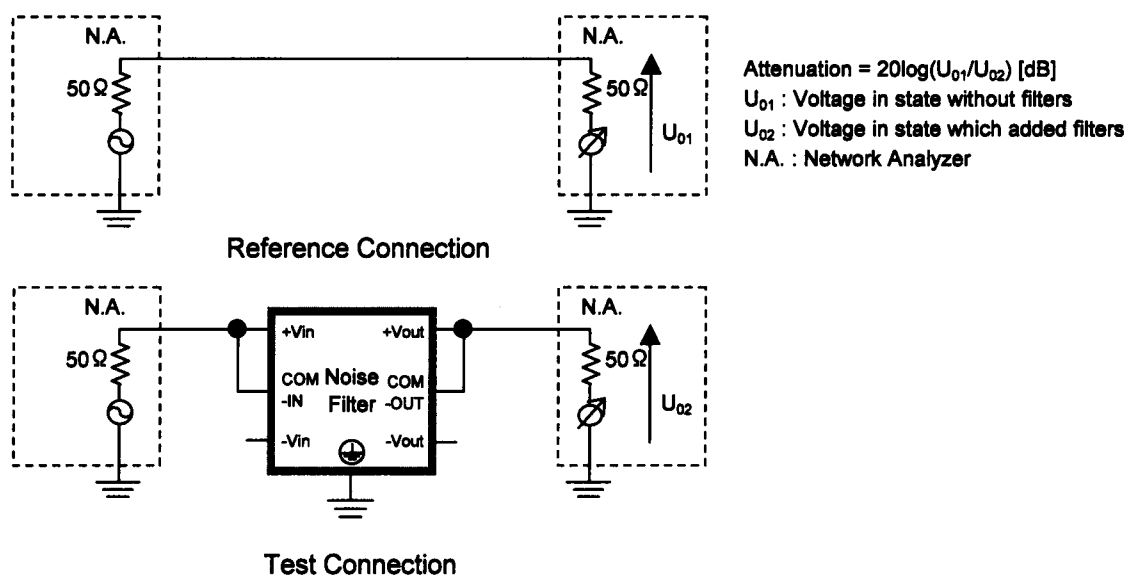 N.A.
N.A.
50Ω
50Ω
U01
Attenuation = 20log(U01/U02) [dB]
U01 : Voltage in state without filters
U02 : Voltage in state which added filters
N.A. : Network Analyzer
Reference Connection
N.A.
N.A.
50Ω
50Ω
U02
+Vin
+Vout
COM Noise COM
-IN Filter -OUT
-Vin
-Vout
Test Connection